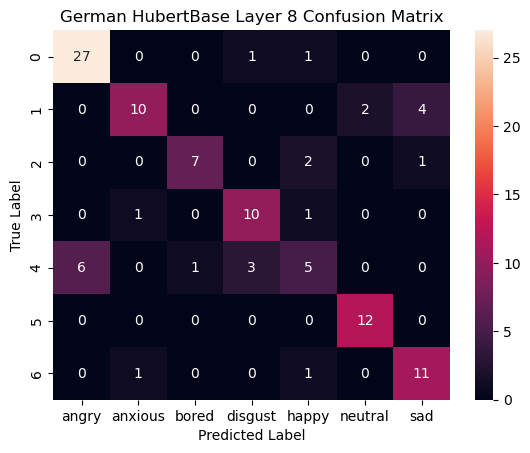 German HubertBase Layer 8 Confusion Matrix
0 27 0 0 1 1 0 0
1 0 10 0 0 0 2 4
2 0 0 7 0 2 0 1
3 0 1 0 10 1 0 0
4 6 0 1 3 5 0 0
5 0 0 0 0 0 12 0
6 0 1 0 0 1 0 11
angry anxious bored disgust happy neutral sad
Predicted Label
True Label
25
20
15
10
5
0